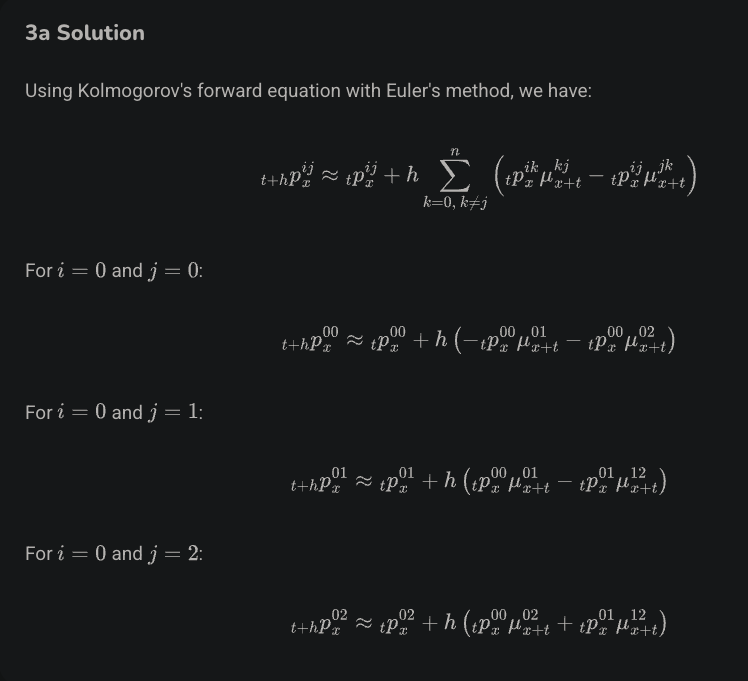 3a Solution
Using Kolmogorov's forward equation with Euler's method, we have:
$${}_{t+h}p_x^{ij} \approx {}_tp_x^{ij} + h \sum_{k=0,\, k\neq j}^{n} \left( {}_tp_x^{ik} \mu_{x+t}^{kj} - {}_tp_x^{ij} \mu_{x+t}^{jk} \right)$$
For $i = 0$ and $j = 0$:
$${}_{t+h}p_x^{00} \approx {}_tp_x^{00} + h \left( -{}_tp_x^{00} \mu_{x+t}^{01} - {}_tp_x^{00} \mu_{x+t}^{02} \right)$$
For $i = 0$ and $j = 1$:
$${}_{t+h}p_x^{01} \approx {}_tp_x^{01} + h \left( {}_tp_x^{00} \mu_{x+t}^{01} - {}_tp_x^{01} \mu_{x+t}^{12} \right)$$
For $i = 0$ and $j = 2$:
$${}_{t+h}p_x^{02} \approx {}_tp_x^{02} + h \left( {}_tp_x^{00} \mu_{x+t}^{02} + {}_tp_x^{01} \mu_{x+t}^{12} \right)$$